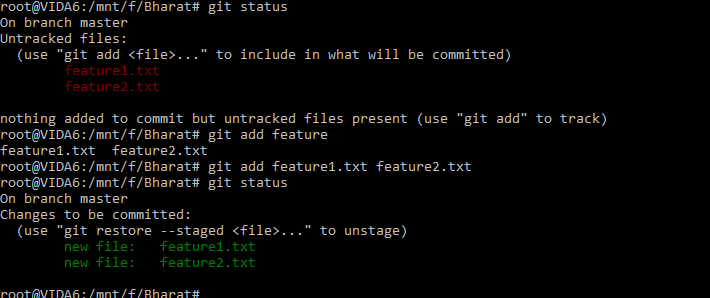 root@VIDA6:/mnt/f/Bharat# git status
On branch master
Untracked files:
  (use "git add <file>..." to include in what will be committed)
        feature1.txt
        feature2.txt

nothing added to commit but untracked files present (use "git add" to track)
root@VIDA6:/mnt/f/Bharat# git add feature
feature1.txt  feature2.txt
root@VIDA6:/mnt/f/Bharat# git add feature1.txt feature2.txt
root@VIDA6:/mnt/f/Bharat# git status
On branch master
Changes to be committed:
  (use "git restore --staged <file>..." to unstage)
        new file:   feature1.txt
        new file:   feature2.txt

root@VIDA6:/mnt/f/Bharat#